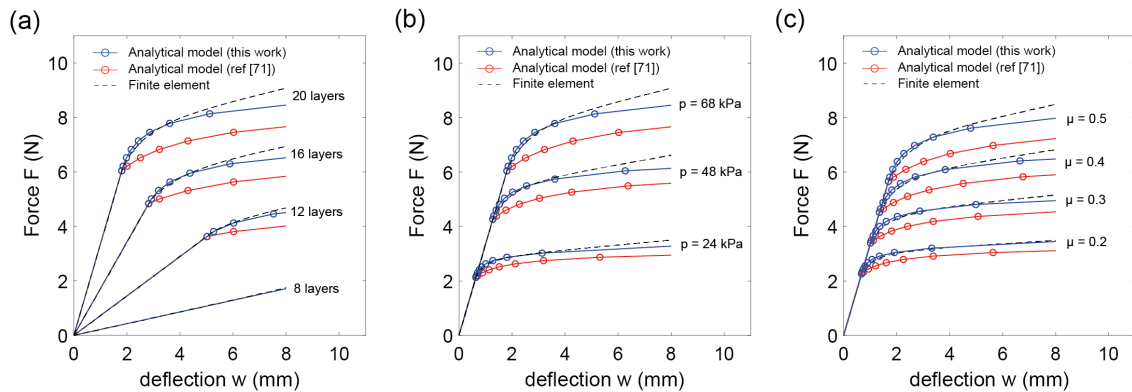 (a)
Analytical model (this work)
Analytical model (ref [71])
Finite element
20 layers
16 layers
12 layers
8 layers
10
8
6
4
2
0
Force F (N)
0 2 4 6 8 10
deflection w (mm)
(b)
Analytical model (this work)
Analytical model (ref [71])
Finite element
p = 68 kPa
p = 48 kPa
p = 24 kPa
10
8
6
4
2
0
Force F (N)
0 2 4 6 8 10
deflection w (mm)
(c)
Analytical model (this work)
Analytical model (ref [71])
Finite element
μ = 0.5
μ = 0.4
μ = 0.3
μ = 0.2
10
8
6
4
2
0
Force F (N)
0 2 4 6 8 10
deflection w (mm)